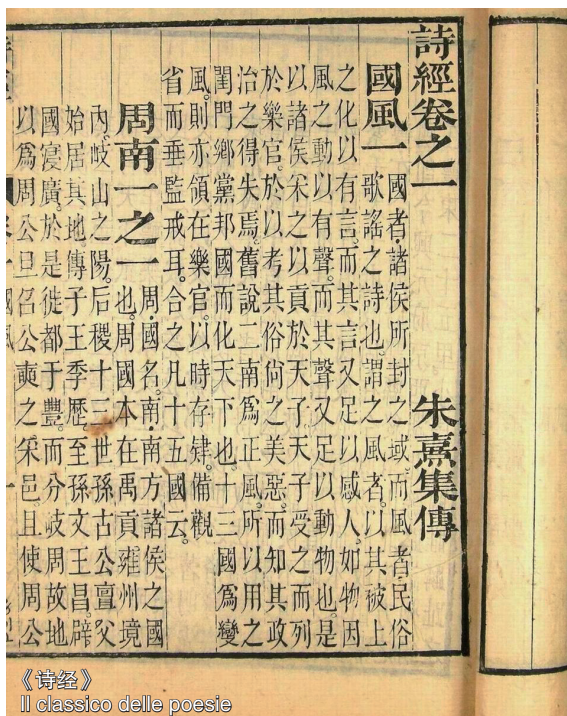 詩經卷之一　朱熹集傳
國風一
國者諸侯所封之域而風者民俗
歌謠之詩也。謂之風者。以其被上
之化以有言。而其言又足以感人。如物因
風之動以有聲。而其聲又足以動物也。是
以諸侯采之以貢於天子。天子受之而列
於樂官。於以考其俗尚之美惡。而知其政
治之得失焉。舊說二南爲正風。所以用之
閨門鄉黨邦國而化天下也。十三國爲變
風。則亦領在樂官。以時存肄。備觀
省而垂監戒耳。合之凡十五國云。
周南一之一
周。國名。南。南方諸侯之國
也。周國本在禹貢雍州境
內。岐山之陽。后稷十三世孫古公亶父
始居其地。傳子王季歷。至孫文王昌。辟
國寖廣。於是徙都于豐。而分岐周故地
以爲周公旦召公奭之采邑。且使周公
《诗经》
Il classico delle poesie